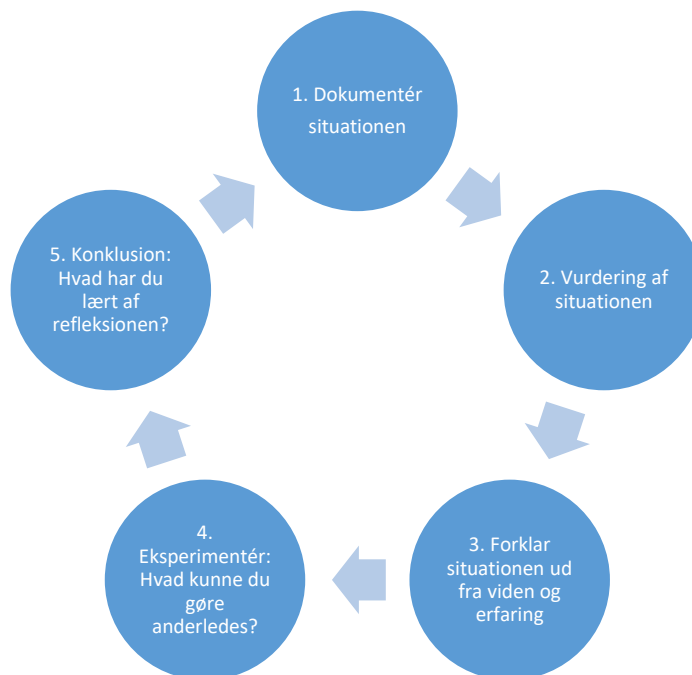 1. Dokumentér
situationen
2. Vurdering af
situationen
3. Forklar
situationen ud
fra viden og
erfaring
4.
Eksperimentér:
Hvad kunne du
gøre
anderledes?
5. Konklusion:
Hvad har du
lært af
refleksionen?